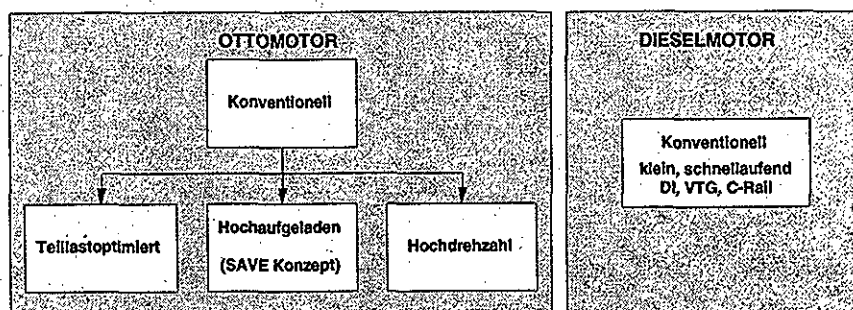 OTTOMOTOR
Konventionell
Teillastoptimiert
Hochaufgeladen
(SAVE Konzept)
Hochdrehzahl
DIESELMOTOR
Konventionell
klein, schnellaufend
DI, VTG, C-Rail